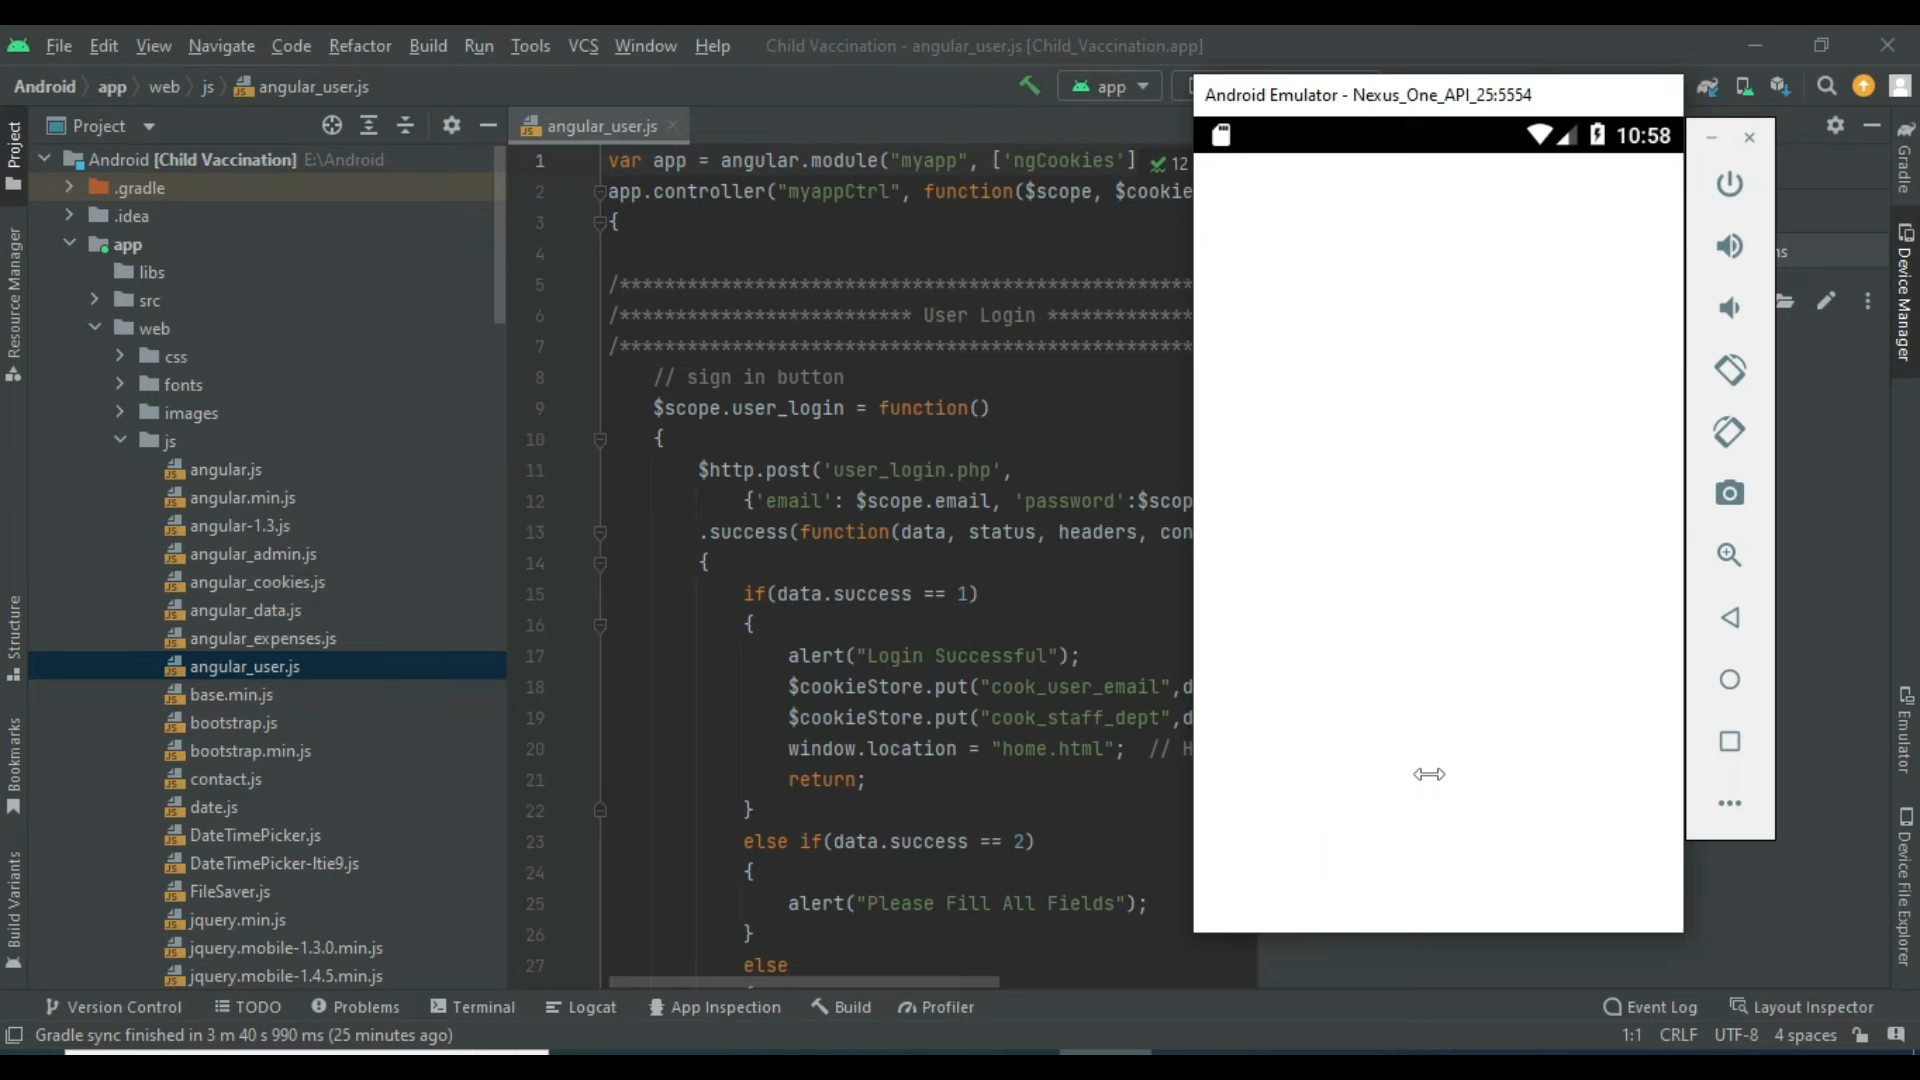 File Edit View Navigate Code Refactor Build Run Tools VCS Window Help Child Vaccination - angular_user.js [Child_Vaccination.app]
Android app web js angular_user.js app
Project
angular_user.js
Android [Child Vaccination] E:\Android
.gradle
.idea
app
libs
src
web
css
fonts
images
js
angular.js
angular.min.js
angular-1.3.js
angular_admin.js
angular_cookies.js
angular_data.js
angular_expenses.js
angular_user.js
base.min.js
bootstrap.js
bootstrap.min.js
contact.js
date.js
DateTimePicker.js
DateTimePicker-ltie9.js
FileSaver.js
jquery.min.js
jquery.mobile-1.3.0.min.js
jquery.mobile-1.4.5.min.js
Project
Resource Manager
Structure
Bookmarks
Build Variants
1 var app = angular.module("myapp", ['ngCookies'] 12
2 app.controller("myappCtrl", function($scope, $cookie
3 {
4
5 /***************************************************
6 /************************** User Login *************
7 /***************************************************
8 // sign in button
9 $scope.user_login = function()
10 {
11 $http.post('user_login.php',
12 {'email': $scope.email, 'password':$scop
13 .success(function(data, status, headers, con
14 {
15 if(data.success == 1)
16 {
17 alert("Login Successful");
18 $cookieStore.put("cook_user_email",d
19 $cookieStore.put("cook_staff_dept",d
20 window.location = "home.html"; // H
21 return;
22 }
23 else if(data.success == 2)
24 {
25 alert("Please Fill All Fields");
26 }
27 else
Android Emulator - Nexus_One_API_25:5554
10:58
Gradle
Device Manager
Emulator
Device File Explorer
Version Control TODO Problems Terminal Logcat App Inspection Build Profiler Event Log Layout Inspector
Gradle sync finished in 3 m 40 s 990 ms (25 minutes ago) 1:1 CRLF UTF-8 4 spaces